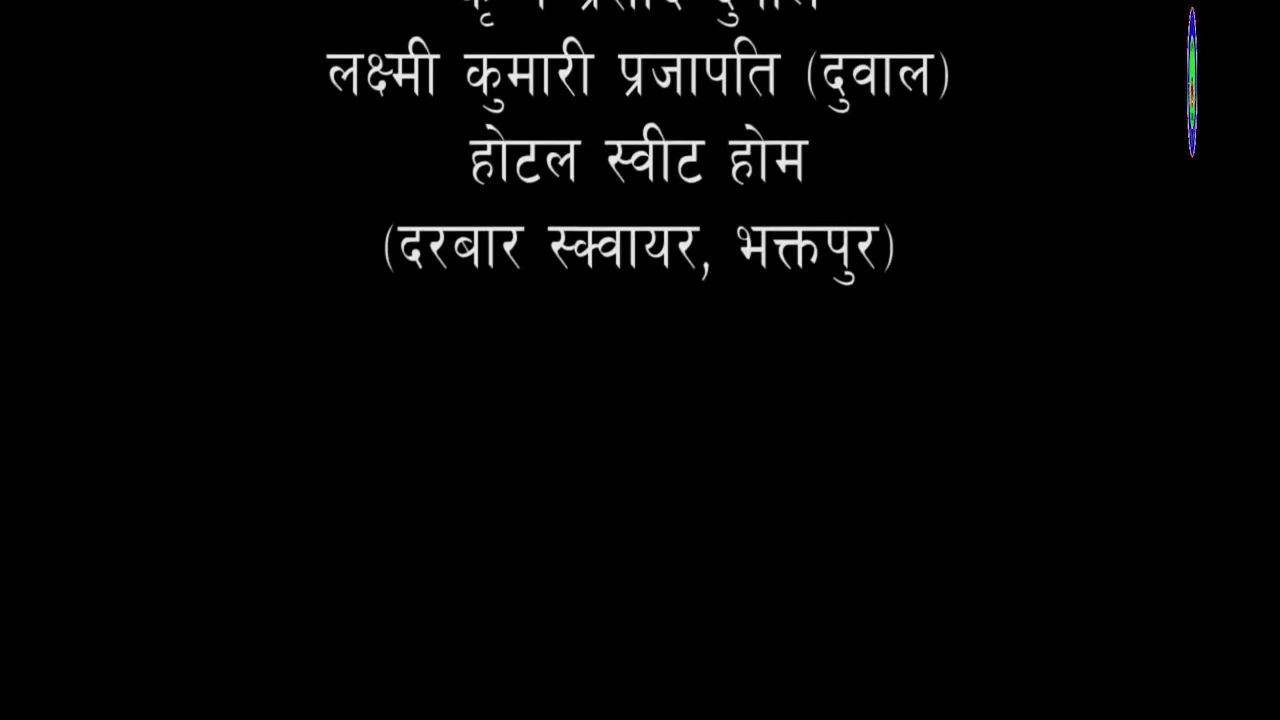 लक्ष्मी कुमारी प्रजापति (दुवाल)
होटल स्वीट होम
(दरबार स्क्वायर, भक्तपुर)